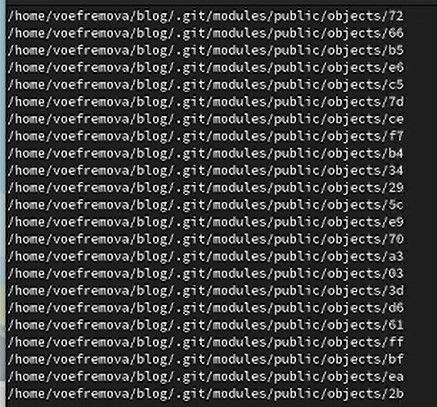 /home/voefremova/blog/.git/modules/public/objects/72
/home/voefremova/blog/.git/modules/public/objects/66
/home/voefremova/blog/.git/modules/public/objects/b5
/home/voefremova/blog/.git/modules/public/objects/e6
/home/voefremova/blog/.git/modules/public/objects/c5
/home/voefremova/blog/.git/modules/public/objects/7d
/home/voefremova/blog/.git/modules/public/objects/ce
/home/voefremova/blog/.git/modules/public/objects/f7
/home/voefremova/blog/.git/modules/public/objects/b4
/home/voefremova/blog/.git/modules/public/objects/34
/home/voefremova/blog/.git/modules/public/objects/29
/home/voefremova/blog/.git/modules/public/objects/5c
/home/voefremova/blog/.git/modules/public/objects/e9
/home/voefremova/blog/.git/modules/public/objects/70
/home/voefremova/blog/.git/modules/public/objects/a3
/home/voefremova/blog/.git/modules/public/objects/03
/home/voefremova/blog/.git/modules/public/objects/3d
/home/voefremova/blog/.git/modules/public/objects/d6
/home/voefremova/blog/.git/modules/public/objects/61
/home/voefremova/blog/.git/modules/public/objects/ff
/home/voefremova/blog/.git/modules/public/objects/bf
/home/voefremova/blog/.git/modules/public/objects/ea
/home/voefremova/blog/.git/modules/public/objects/2b